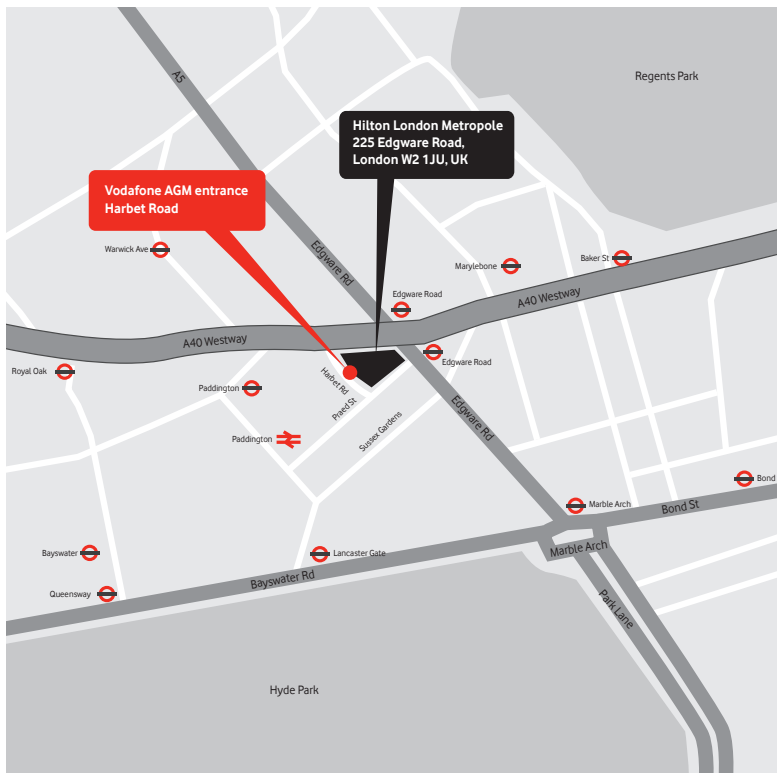 Regents Park
A5
Hilton London Metropole
225 Edgware Road,
London W2 1JU, UK
Vodafone AGM entrance
Harbet Road
Warwick Ave
Edgware Rd
Marylebone
Baker St
Edgware Road
A40 Westway
A40 Westway
Edgware Road
Royal Oak
Paddington
Harbet Rd
Praed St
Sussex Gardens
Edgware Rd
Paddington
Bond
Marble Arch
Bond St
Bayswater
Lancaster Gate
Marble Arch
Bayswater Rd
Queensway
Park Lane
Hyde Park